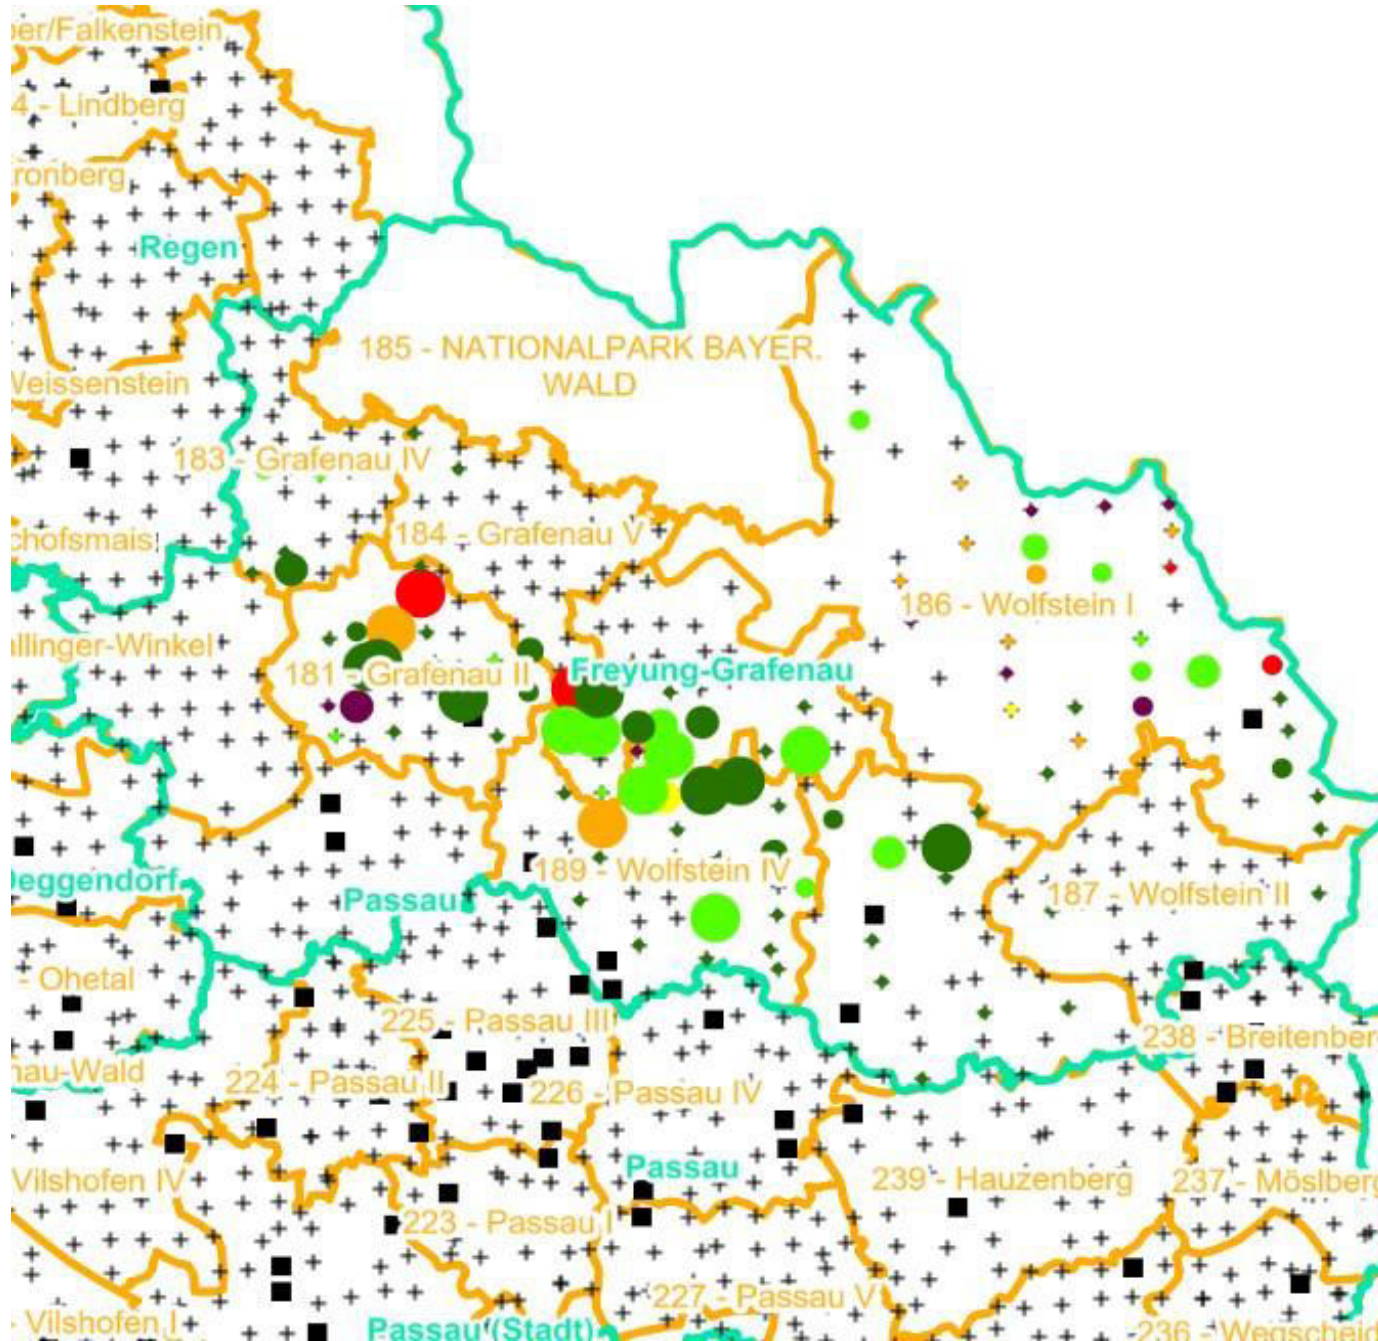 er/Falkenstein
4 - Lindberg
ronberg
Regen
185 - NATIONALPARK BAYER.
WALD
Weissenstein
183 - Grafenau IV
184 - Grafenau V
chofsmais
186 - Wolfstein I
allinger-Winkel
181 - Grafenau II
Freyung-Grafenau
189 - Wolfstein IV
Deggendorf
187 - Wolfstein II
Passau
- Ohetal
225 - Passau III
238 - Breitenber
nau-Wald
224 - Passau II
226 - Passau IV
Passau
Vilshofen IV
239 - Hauzenberg
237 - Möslberg
223 - Passau I
227 - Passau V
- Vilshofen I
Passau (Stadt)
236 - Wegscheid